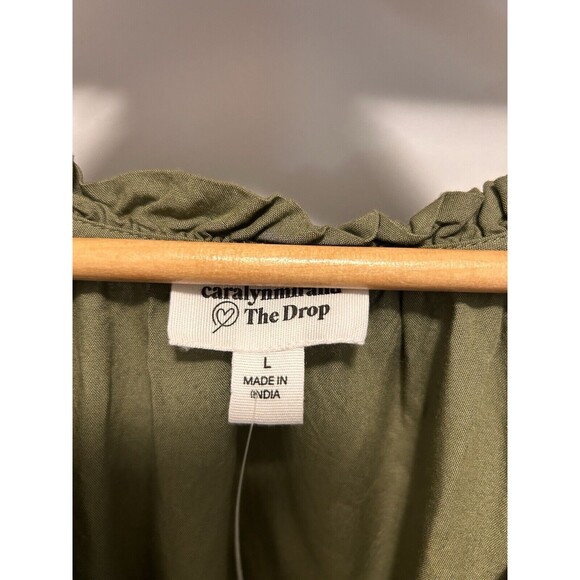 caralynmirand
The Drop
L
MADE IN
INDIA